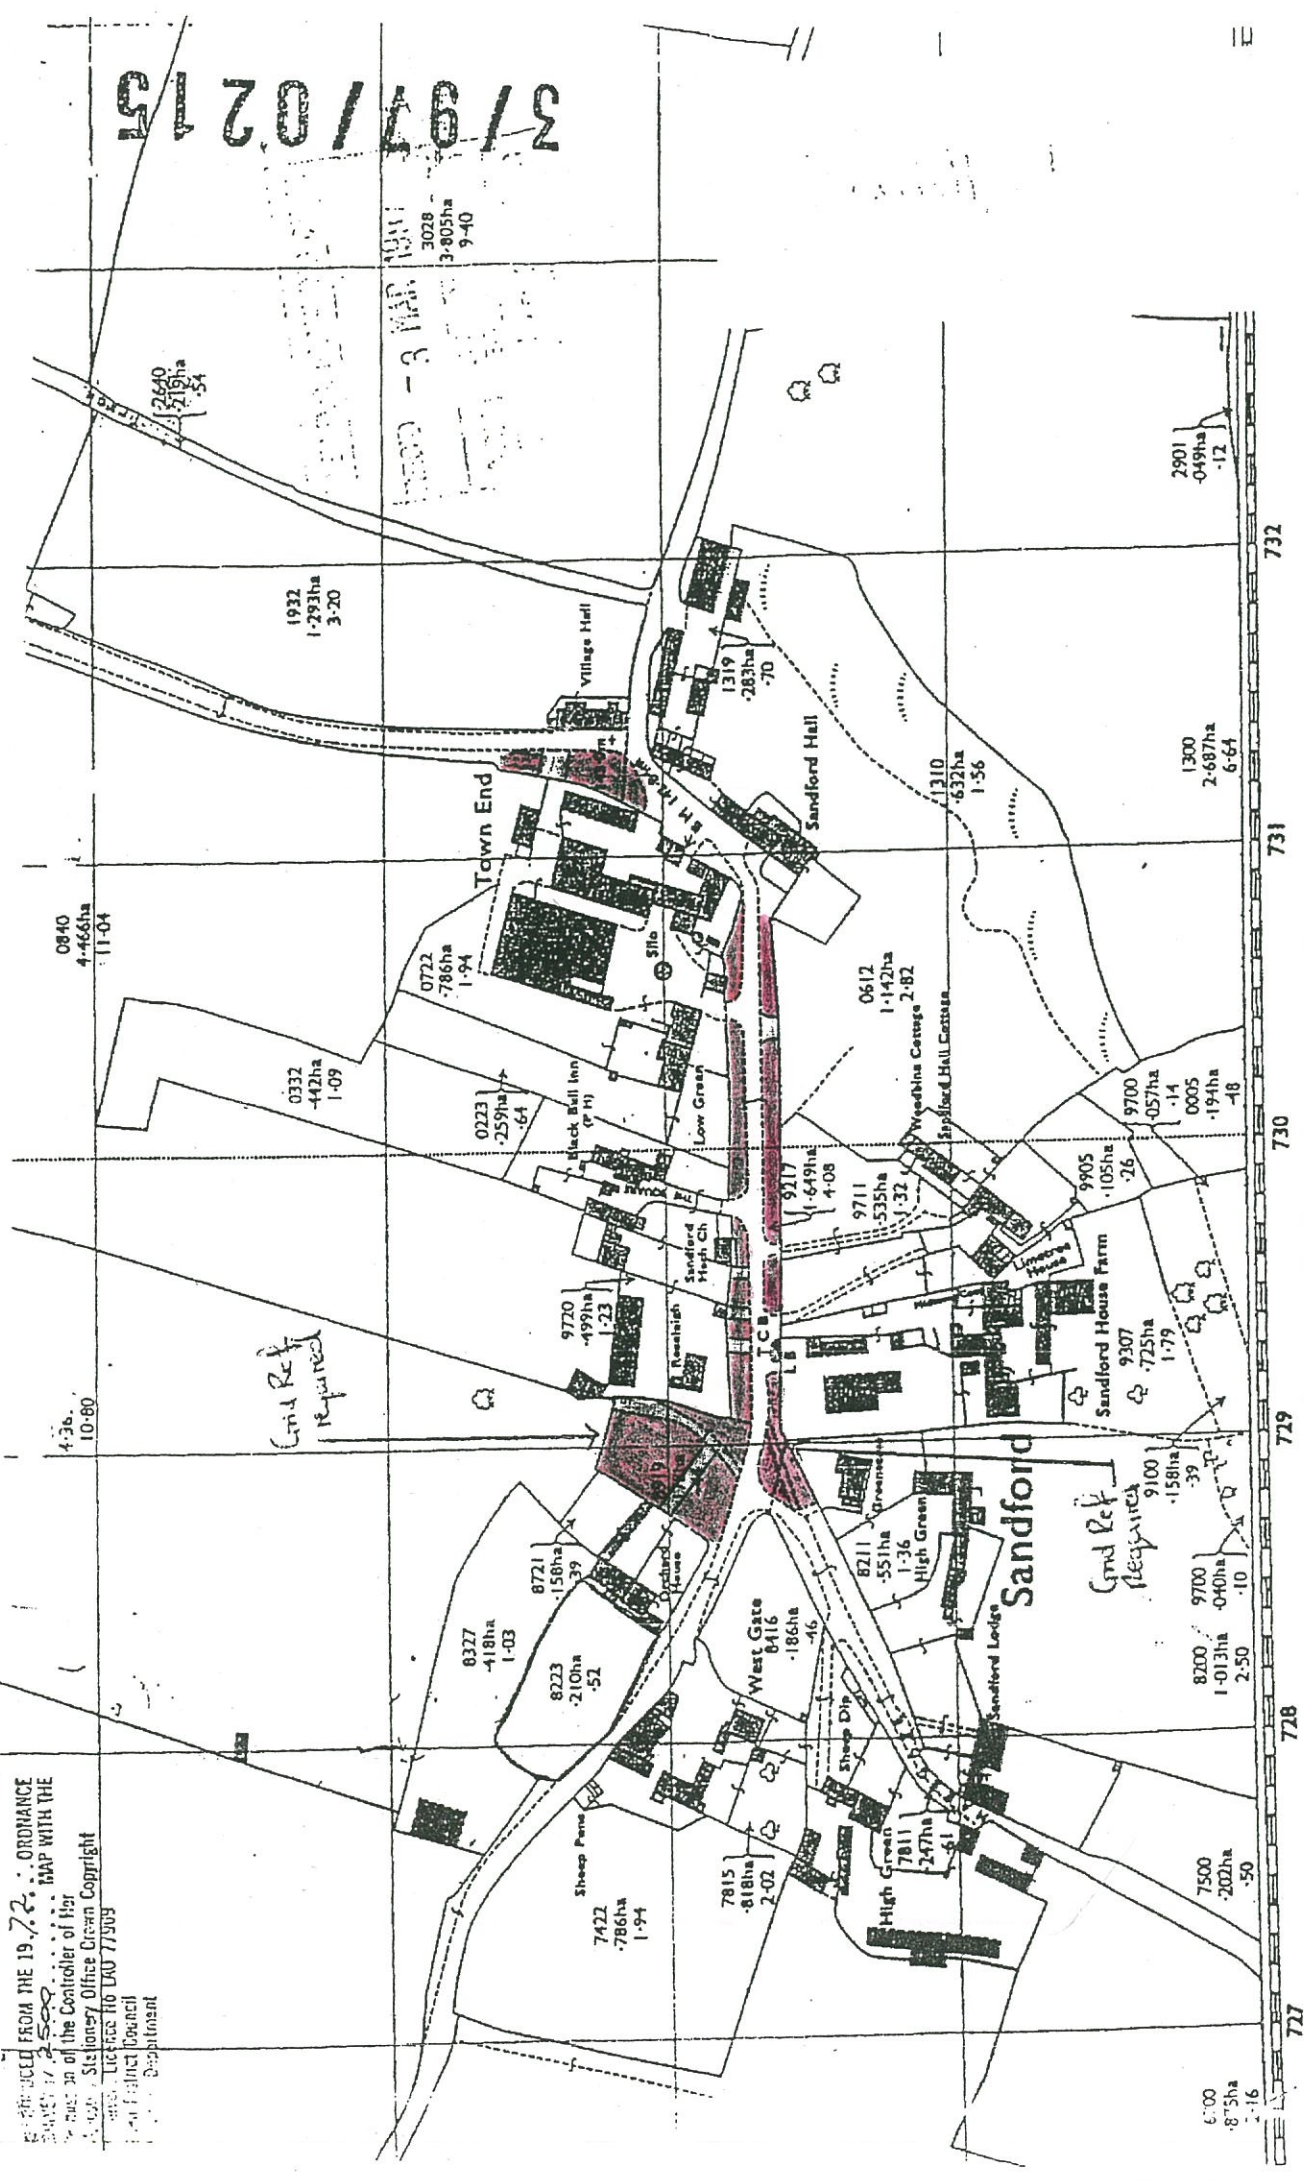 3/91/0215
- 3 MAR
3028
3·805ha
9·40
2640
·219ha
·54
1932
1·293ha
3·20
Village Hall
1319
·283ha
·70
Sandford Hall
1310
·632ha
1·56
2901
·049ha
·12
732
1300
2·687ha
6·64
731
Town End
B M
0840
4·466ha
11·04
0722
·786ha
1·94
Silo
0612
1·142ha
2·82
0332
·442ha
1·09
0223
·259ha
·64
Black Bull Inn
(P H)
Low Green
Woodbine Cottage
Sandford Hall Cottage
9700
·057ha
·14
0005
·194ha
·48
730
9217
1·649ha
4·08
9711
·535ha
1·32
9905
·105ha
·26
Sandford
Meth Ch
Limetree
House
9720
·499ha
1·23
Roseleigh
T C B
L B
Sandford House Farm
9307
·725ha
1·79
Grid Ref
required
10·80
729
9100
·158ha
·39
Grid Ref
Required
Sandford
8721
·158ha
·39
Orchard
House
8211
·551ha
1·36
High Green
9700
·040ha
·10
8327
·418ha
1·03
8223
·210ha
·52
West Gate
8416
·186ha
·46
8200
1·013ha
2·50
Sandford Lodge
Sheep Dip
728
Sheep Pens
7422
·786ha
1·94
7815
·818ha
2·02
High Green
7811
·247ha
·61
7500
·202ha
·50
727
·875ha
2·16
FROM THE 19.72 ORDNANCE
2500 MAP WITH THE
of the Controller of Her
Stationery Office Crown Copyright
Licence No LAU 77909
District Council
Department